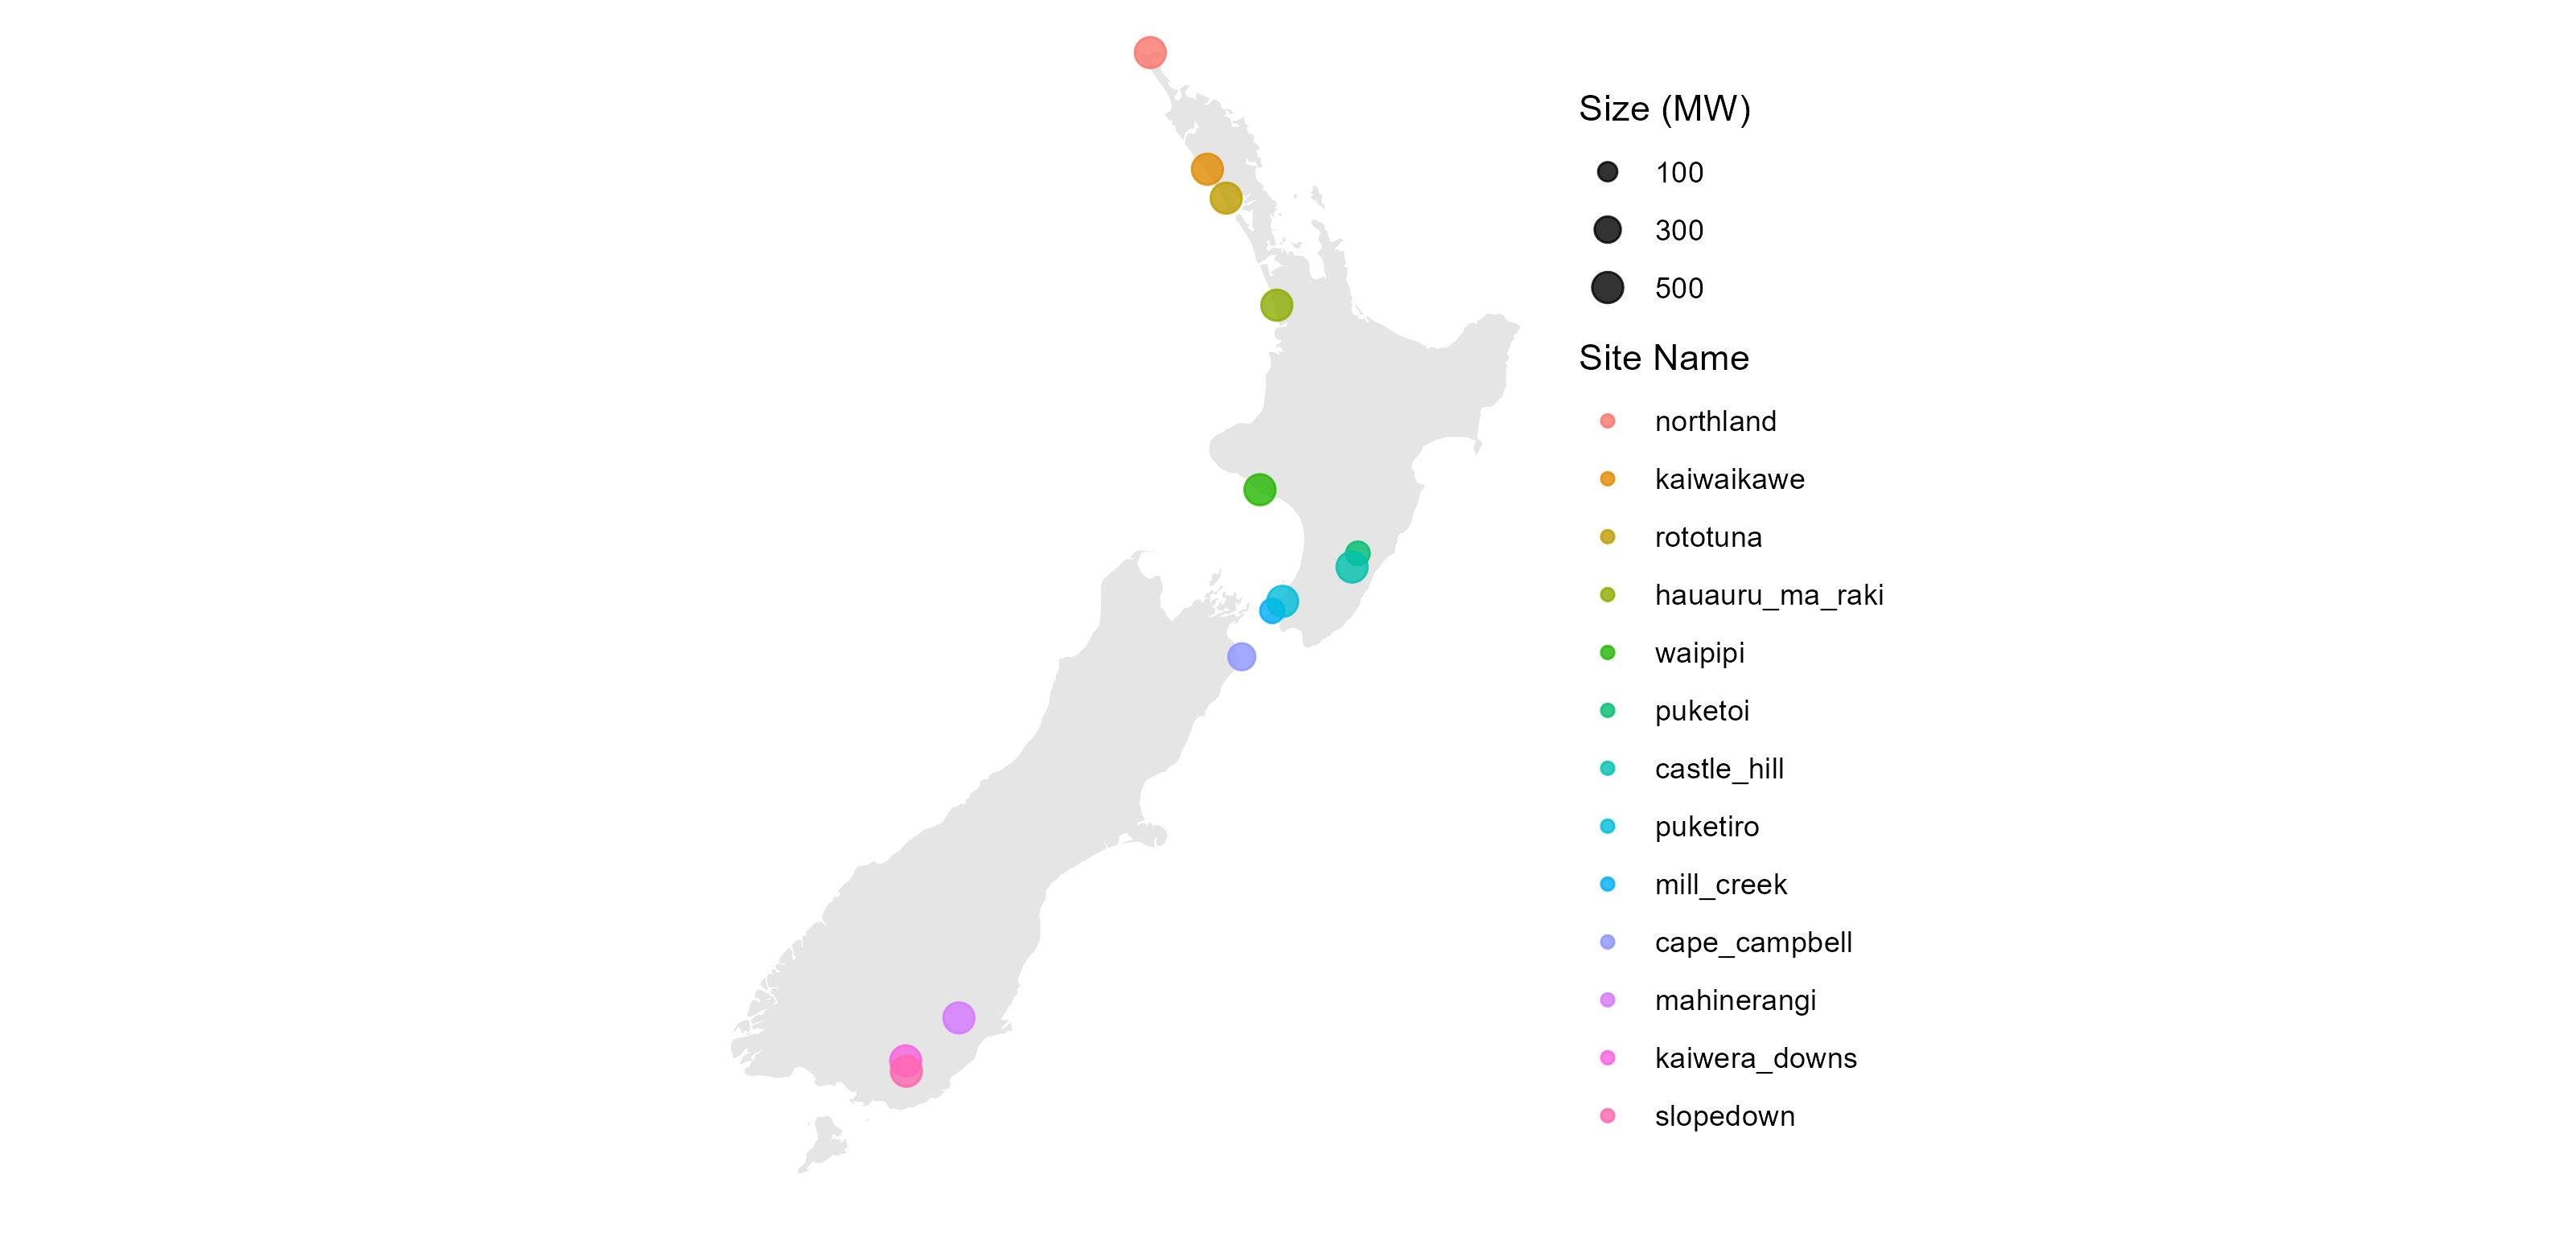 Size (MW)
100
300
500
Site Name
northland
kaiwaikawe
rototuna
hauauru_ma_raki
waipipi
puketoi
castle_hill
puketiro
mill_creek
cape_campbell
mahinerangi
kaiwera_downs
slopedown